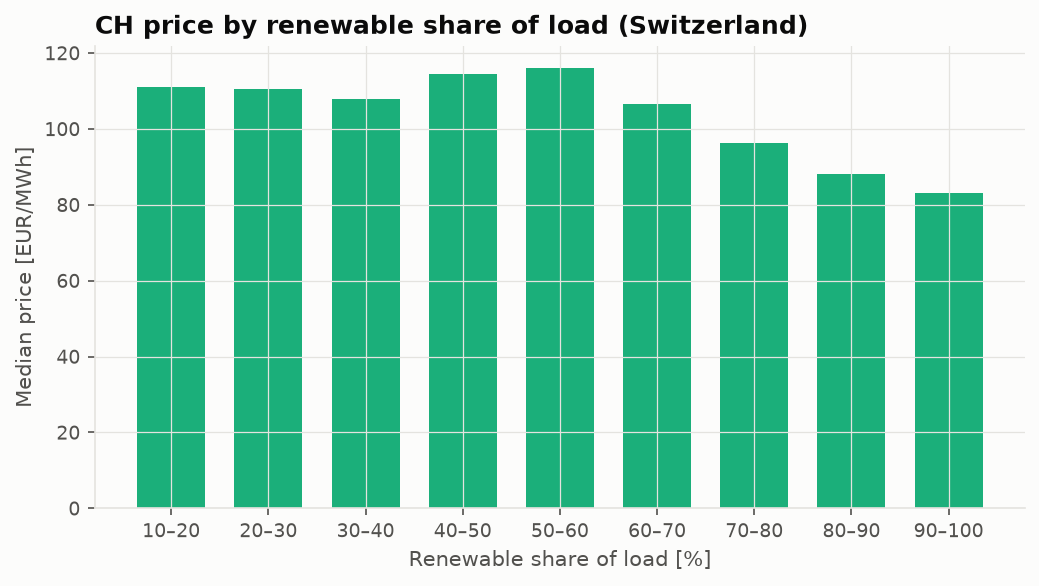 CH price by renewable share of load (Switzerland)
Median price [EUR/MWh]
120
100
80
60
40
20
0
10–20 20–30 30–40 40–50 50–60 60–70 70–80 80–90 90–100
Renewable share of load [%]